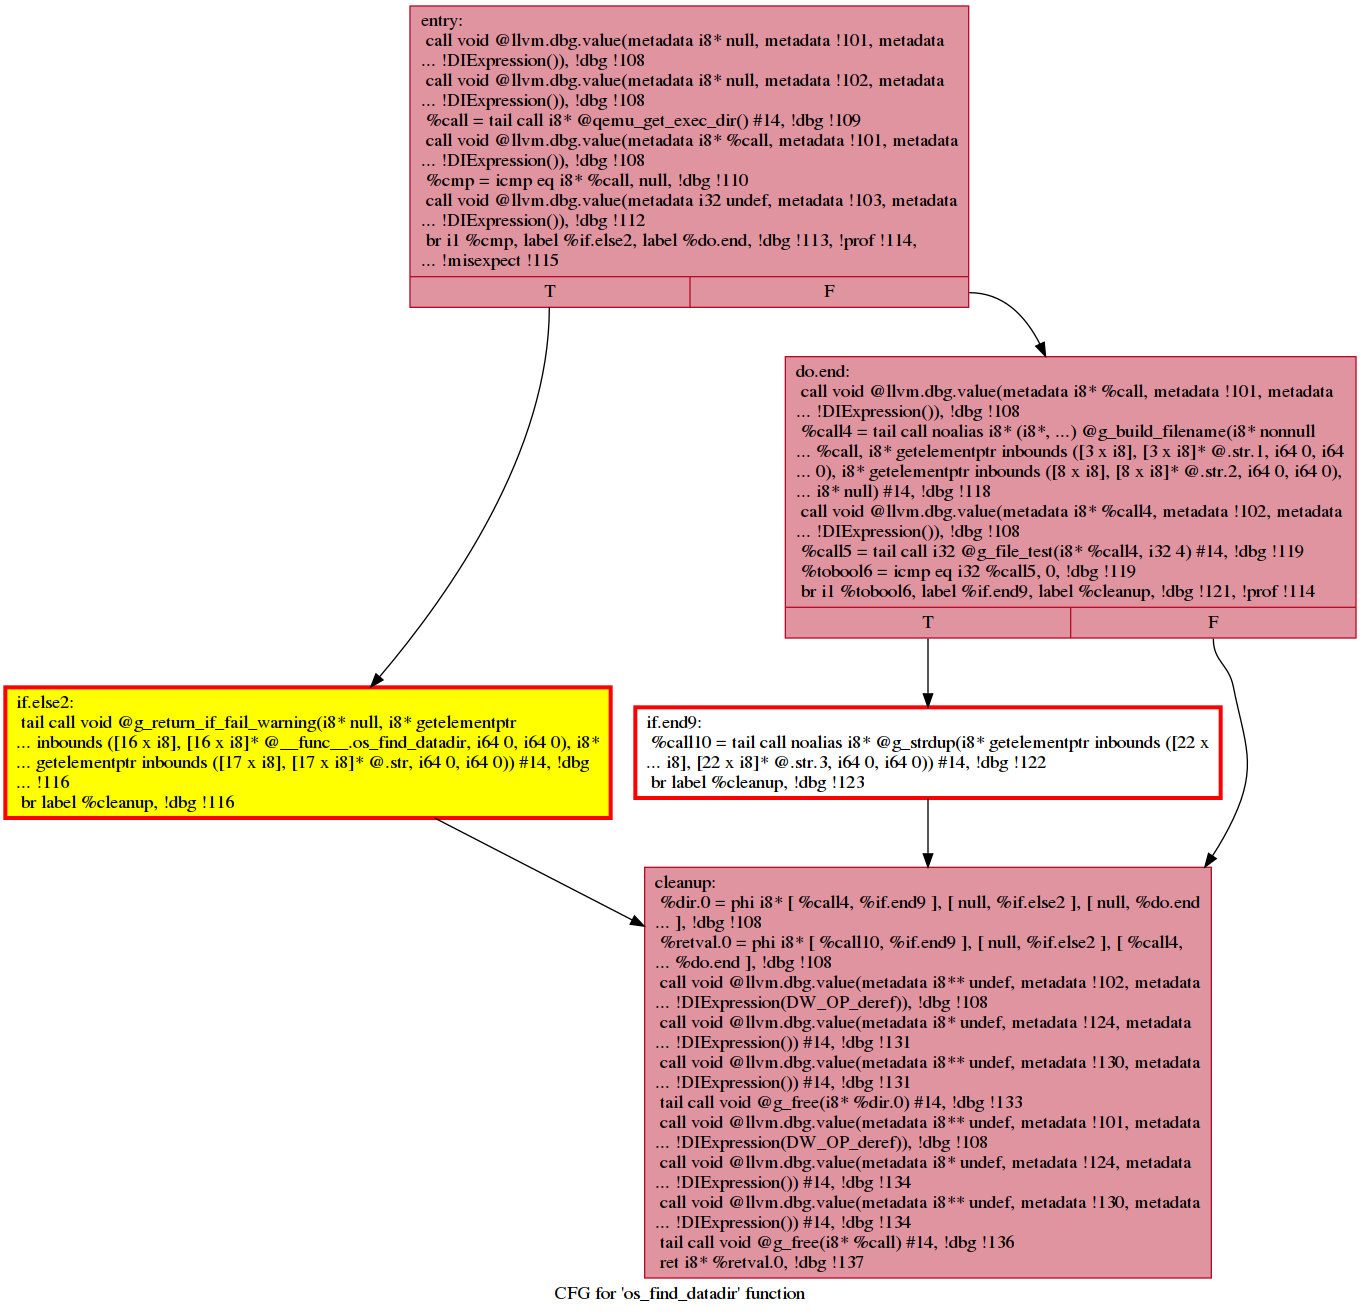 entry:
call void @llvm.dbg.value(metadata i8* null, metadata !101, metadata
... !DIExpression()), !dbg !108
call void @llvm.dbg.value(metadata i8* null, metadata !102, metadata
... !DIExpression()), !dbg !108
%call = tail call i8* @qemu_get_exec_dir() #14, !dbg !109
call void @llvm.dbg.value(metadata i8* %call, metadata !101, metadata
... !DIExpression()), !dbg !108
%cmp = icmp eq i8* %call, null, !dbg !110
call void @llvm.dbg.value(metadata i32 undef, metadata !103, metadata
... !DIExpression()), !dbg !112
br i1 %cmp, label %if.else2, label %do.end, !dbg !113, !prof !114,
... !misexpect !115
T
F
do.end:
call void @llvm.dbg.value(metadata i8* %call, metadata !101, metadata
... !DIExpression()), !dbg !108
%call4 = tail call noalias i8* (i8*, ...) @g_build_filename(i8* nonnull
... %call, i8* getelementptr inbounds ([3 x i8], [3 x i8]* @.str.1, i64 0, i64
... 0), i8* getelementptr inbounds ([8 x i8], [8 x i8]* @.str.2, i64 0, i64 0),
... i8* null) #14, !dbg !118
call void @llvm.dbg.value(metadata i8* %call4, metadata !102, metadata
... !DIExpression()), !dbg !108
%call5 = tail call i32 @g_file_test(i8* %call4, i32 4) #14, !dbg !119
%tobool6 = icmp eq i32 %call5, 0, !dbg !119
br i1 %tobool6, label %if.end9, label %cleanup, !dbg !121, !prof !114
T
F
if.else2:
tail call void @g_return_if_fail_warning(i8* null, i8* getelementptr
... inbounds ([16 x i8], [16 x i8]* @__func__.os_find_datadir, i64 0, i64 0), i8*
... getelementptr inbounds ([17 x i8], [17 x i8]* @.str, i64 0, i64 0)) #14, !dbg
... !116
br label %cleanup, !dbg !116
if.end9:
%call10 = tail call noalias i8* @g_strdup(i8* getelementptr inbounds ([22 x
... i8], [22 x i8]* @.str.3, i64 0, i64 0)) #14, !dbg !122
br label %cleanup, !dbg !123
cleanup:
%dir.0 = phi i8* [ %call4, %if.end9 ], [ null, %if.else2 ], [ null, %do.end
... ], !dbg !108
%retval.0 = phi i8* [ %call10, %if.end9 ], [ null, %if.else2 ], [ %call4,
... %do.end ], !dbg !108
call void @llvm.dbg.value(metadata i8** undef, metadata !102, metadata
... !DIExpression(DW_OP_deref)), !dbg !108
call void @llvm.dbg.value(metadata i8* undef, metadata !124, metadata
... !DIExpression()) #14, !dbg !131
call void @llvm.dbg.value(metadata i8** undef, metadata !130, metadata
... !DIExpression()) #14, !dbg !131
tail call void @g_free(i8* %dir.0) #14, !dbg !133
call void @llvm.dbg.value(metadata i8** undef, metadata !101, metadata
... !DIExpression(DW_OP_deref)), !dbg !108
call void @llvm.dbg.value(metadata i8* undef, metadata !124, metadata
... !DIExpression()) #14, !dbg !134
call void @llvm.dbg.value(metadata i8** undef, metadata !130, metadata
... !DIExpression()) #14, !dbg !134
tail call void @g_free(i8* %call) #14, !dbg !136
ret i8* %retval.0, !dbg !137
CFG for 'os_find_datadir' function